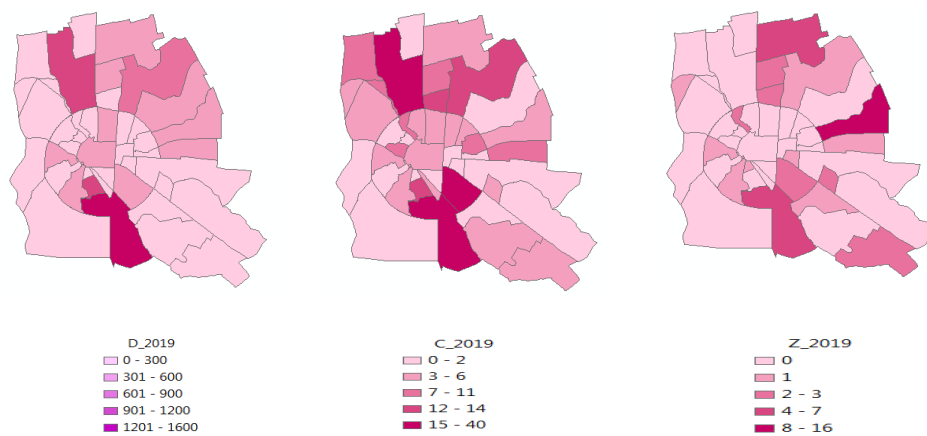 D_2019
0 - 300
301 - 600
601 - 900
901 - 1200
1201 - 1600
C_2019
0 - 2
3 - 6
7 - 11
12 - 14
15 - 40
Z_2019
0
1
2 - 3
4 - 7
8 - 16